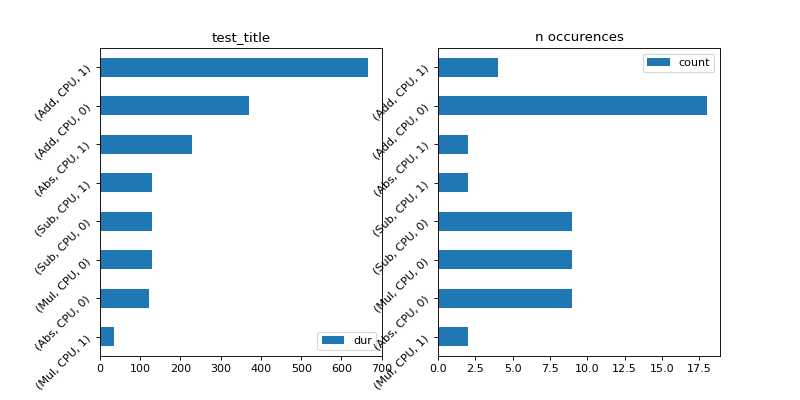 test_title
(Add, CPU, 1)
(Add, CPU, 0)
(Abs, CPU, 1)
(Sub, CPU, 1)
(Sub, CPU, 0)
(Mul, CPU, 0)
(Abs, CPU, 0)
(Mul, CPU, 1)
dur
0 100 200 300 400 500 600 700
n occurences
count
(Add, CPU, 1)
(Add, CPU, 0)
(Abs, CPU, 1)
(Sub, CPU, 1)
(Sub, CPU, 0)
(Mul, CPU, 0)
(Abs, CPU, 0)
(Mul, CPU, 1)
0.0 2.5 5.0 7.5 10.0 12.5 15.0 17.5